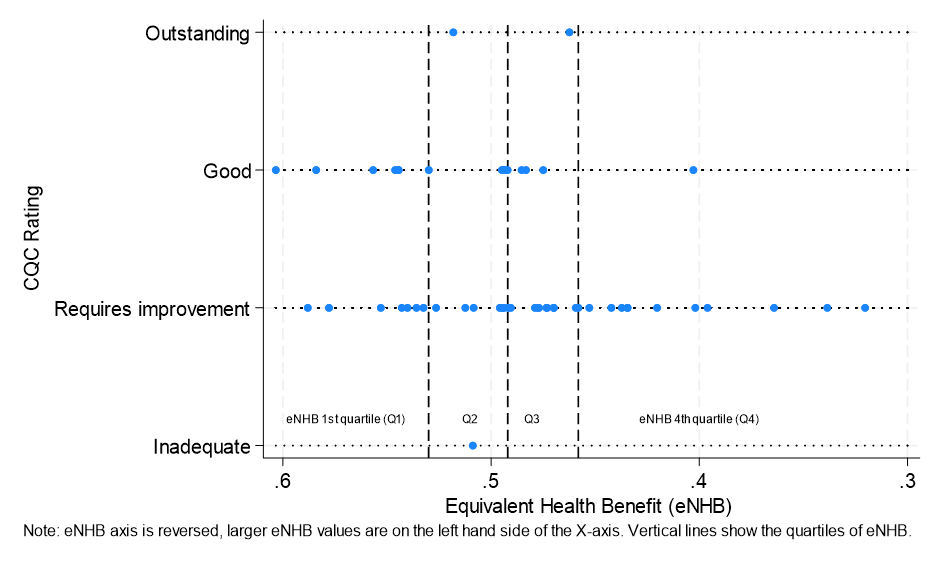 Outstanding
Good
CQC Rating
Requires improvement
eNHB 1st quartile (Q1)
Q2
Q3
eNHB 4th quartile (Q4)
Inadequate
.6
.5
.4
.3
Equivalent Health Benefit (eNHB)
Note: eNHB axis is reversed, larger eNHB values are on the left hand side of the X-axis. Vertical lines show the quartiles of eNHB.